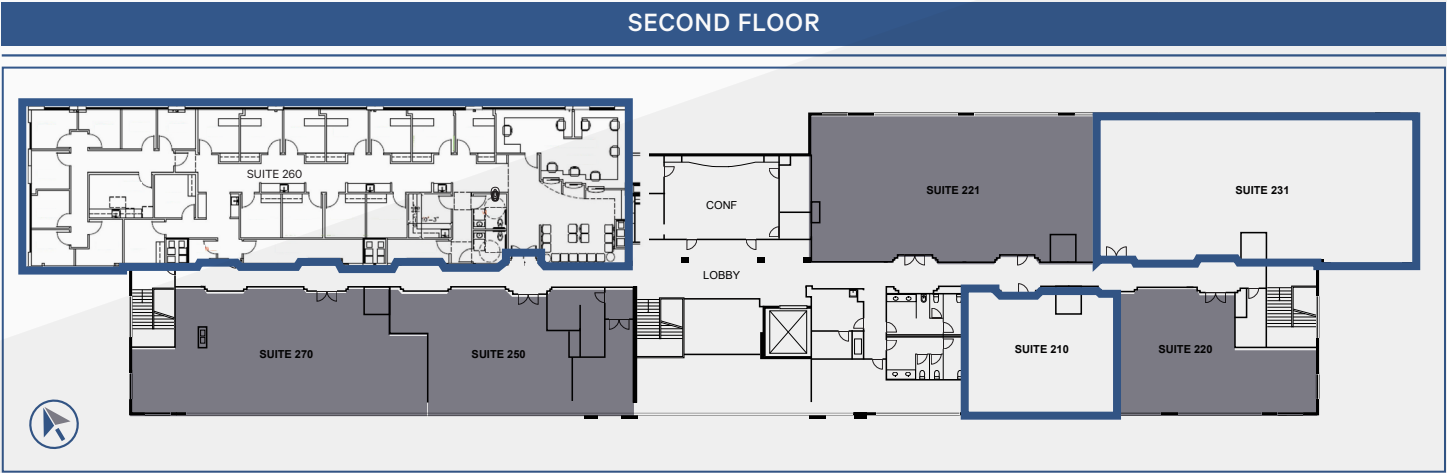 SECOND FLOOR
SUITE 260
SUITE 221
SUITE 231
CONF
10'-3"
LOBBY
SUITE 270
SUITE 250
SUITE 210
SUITE 220